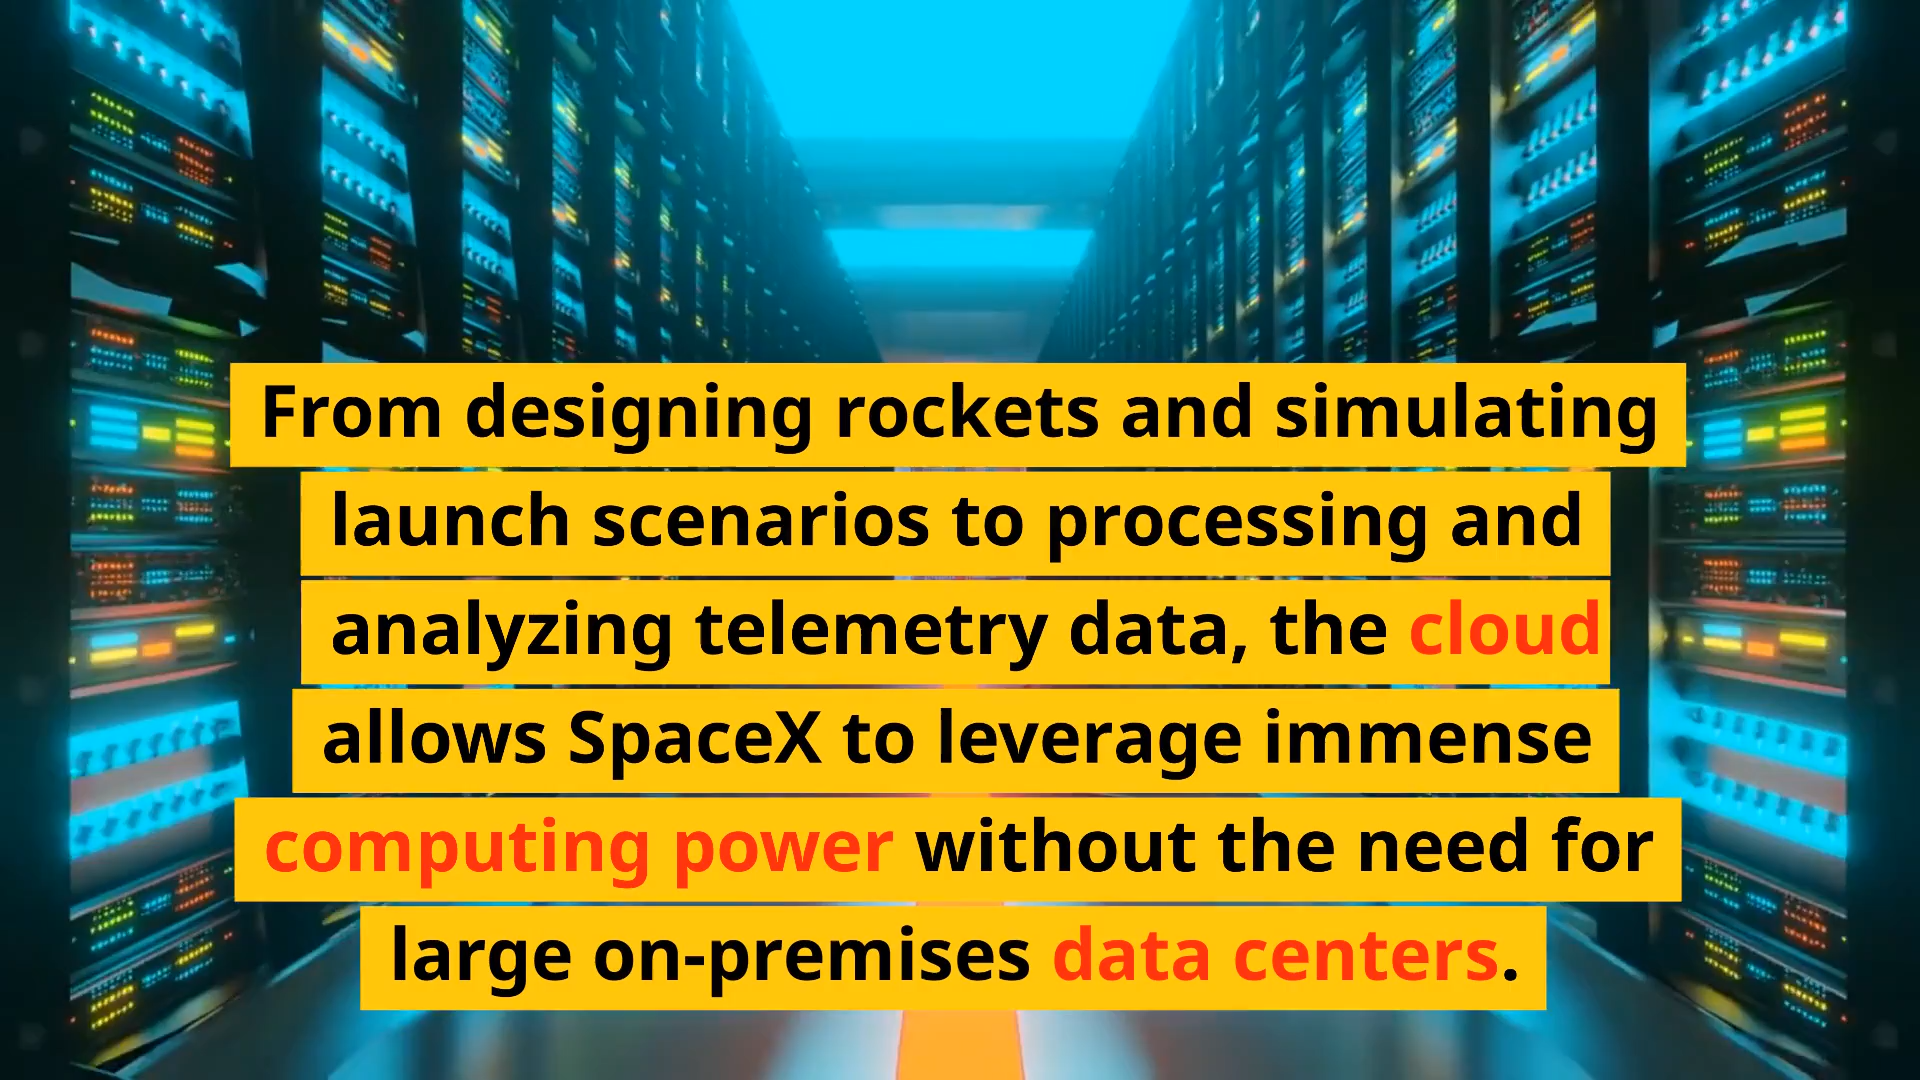 From designing rockets and simulating
launch scenarios to processing and
analyzing telemetry data, the cloud
allows SpaceX to leverage immense
computing power without the need for
large on-premises data centers.